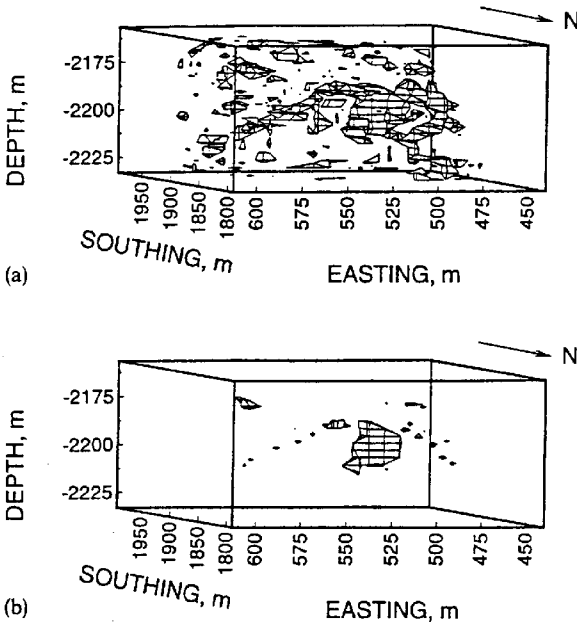 N
-2175
-2200
-2225
DEPTH, m
1950
1900
1850
1800
600
575
550
525
500
475
450
SOUTHING, m
EASTING, m
(a)
N
-2175
-2200
-2225
DEPTH, m
1950
1900
1850
1800
600
575
550
525
500
475
450
SOUTHING, m
EASTING, m
(b)